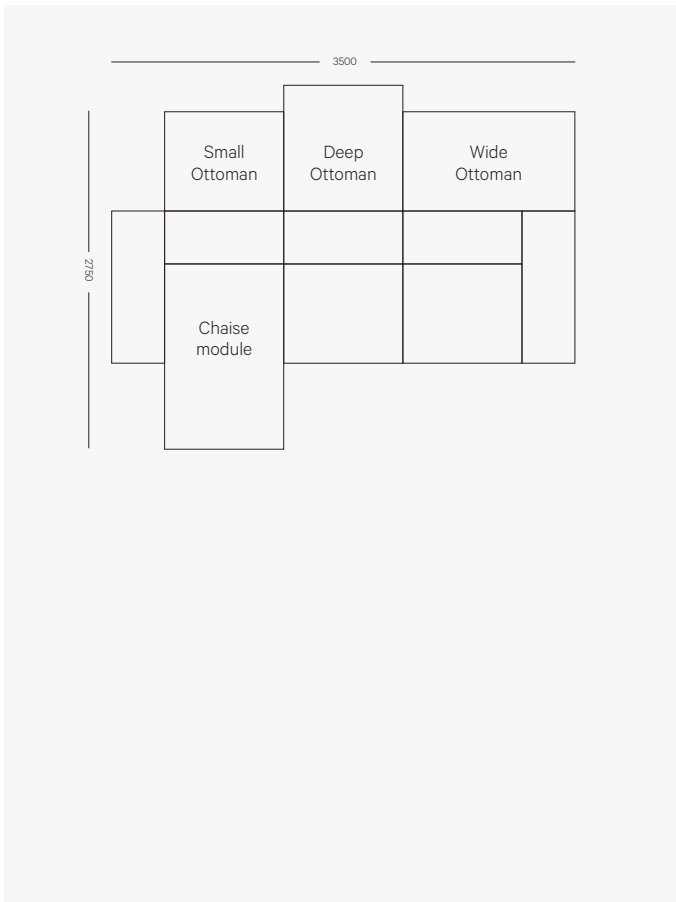 3500
Small
Ottoman
Deep
Ottoman
Wide
Ottoman
2750
Chaise
module